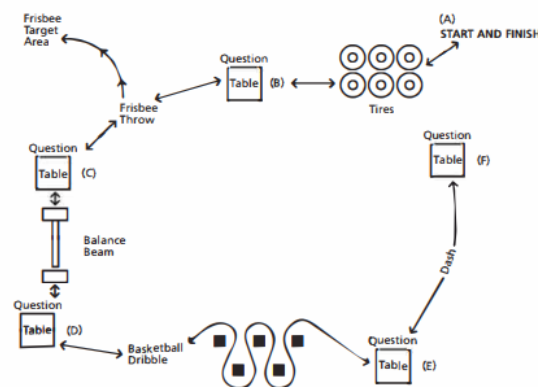 Frisbee
Target
Area
(A)
START AND FINISH
Question
Table (B)
Tires
Frisbee
Throw
Question
Table (C)
Question
Table (F)
Balance
Beam
Dash
Question
Table (D)
Basketball
Dribble
Question
Table (E)